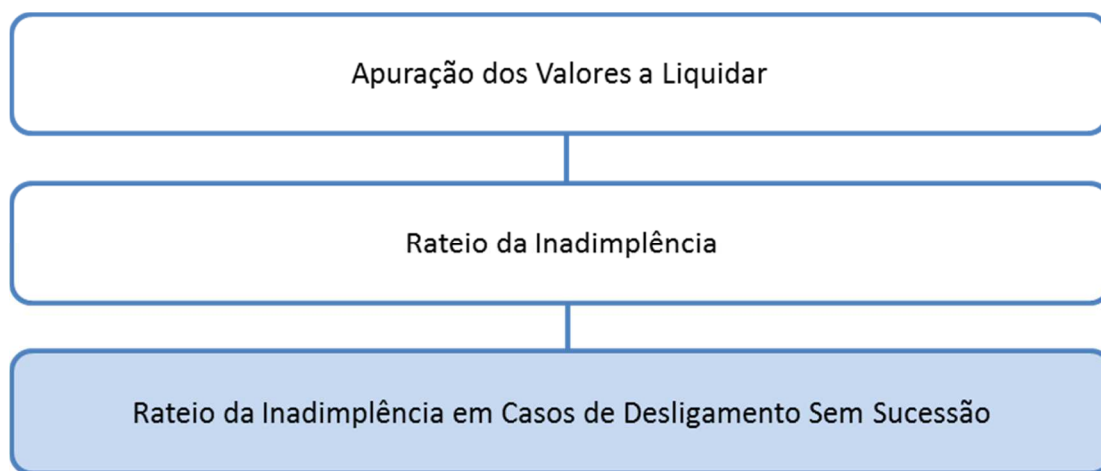 Apuração dos Valores a Liquidar
Rateio da Inadimplência
Rateio da Inadimplência em Casos de Desligamento Sem Sucessão